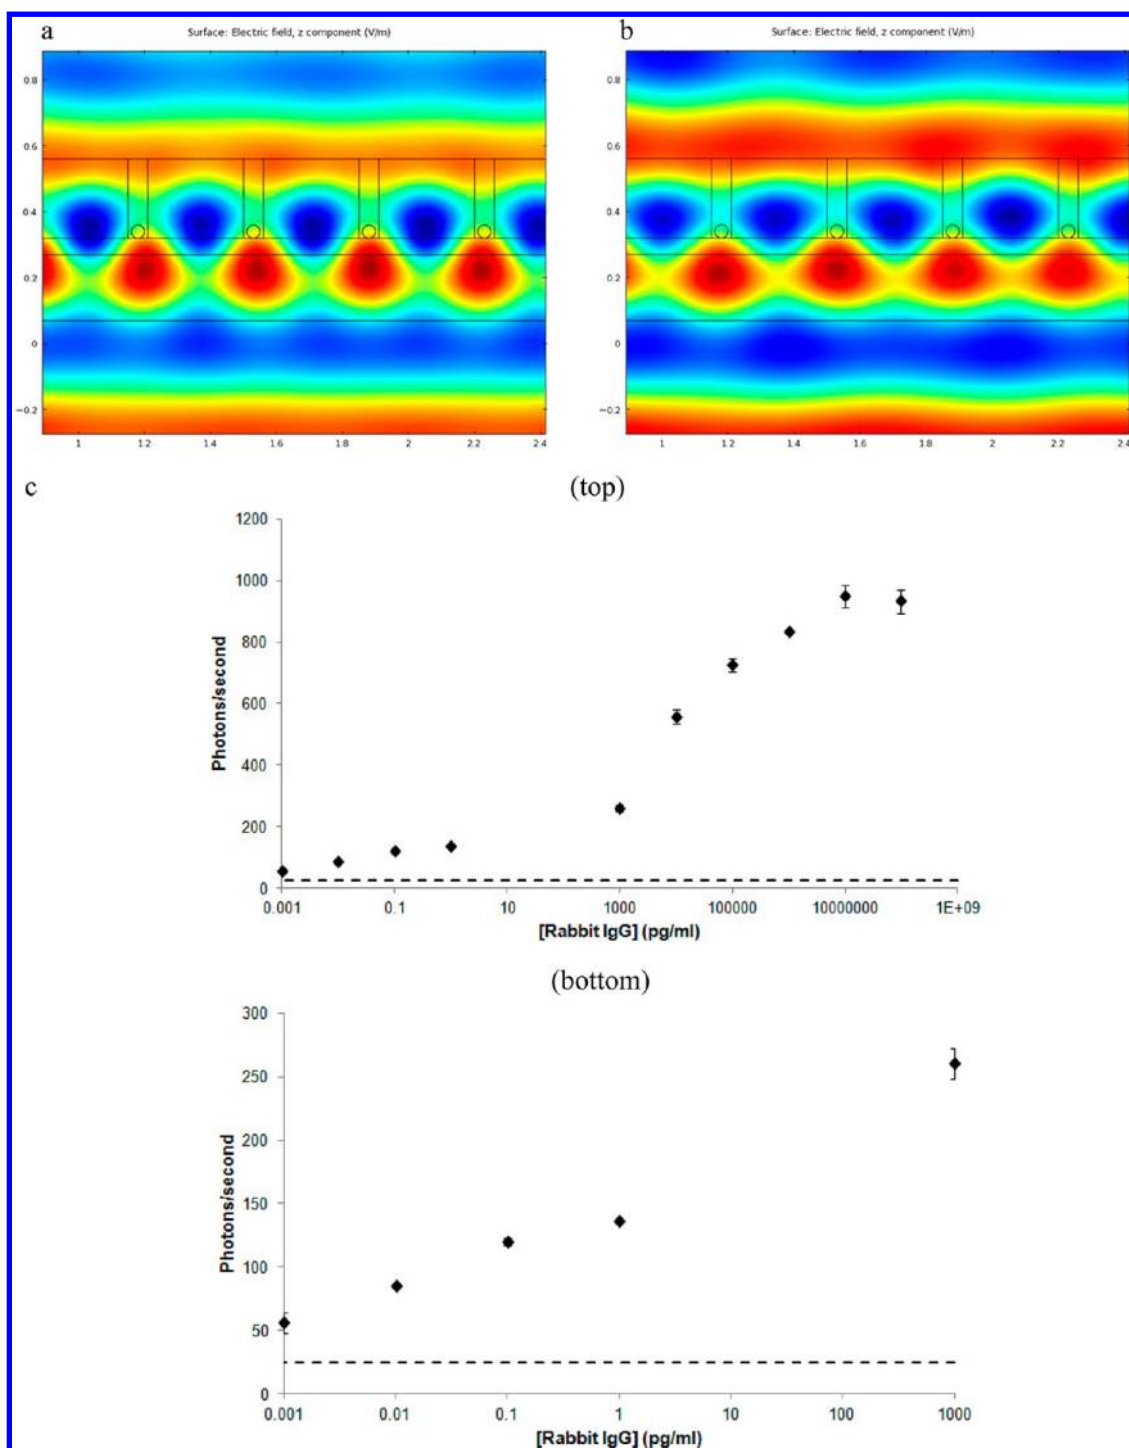 a
Surface: Electric field, z component (V/m)
0.8
0.6
0.4
0.2
0
−0.2
1 1.2 1.4 1.6 1.8 2 2.2 2.4
b
Surface: Electric field, z component (V/m)
0.8
0.6
0.4
0.2
0
−0.2
1 1.2 1.4 1.6 1.8 2 2.2 2.4
c
(top)
Photons/second
1200
1000
800
600
400
200
0
0.001 0.1 10 1000 100000 10000000 1E+09
[Rabbit IgG] (pg/ml)
(bottom)
Photons/second
300
250
200
150
100
50
0
0.001 0.01 0.1 1 10 100 1000
[Rabbit IgG] (pg/ml)